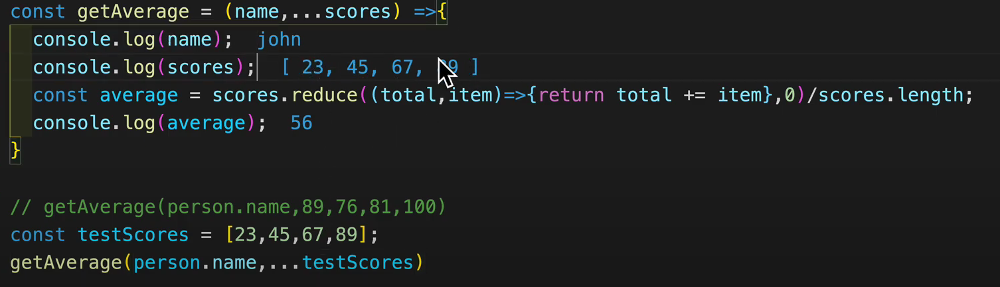 const getAverage = (name,...scores) =>{
console.log(name); john
console.log(scores); [ 23, 45, 67, 89 ]
const average = scores.reduce((total,item)=>{return total += item},0)/scores.length;
console.log(average); 56
}
// getAverage(person.name,89,76,81,100)
const testScores = [23,45,67,89];
getAverage(person.name,...testScores)